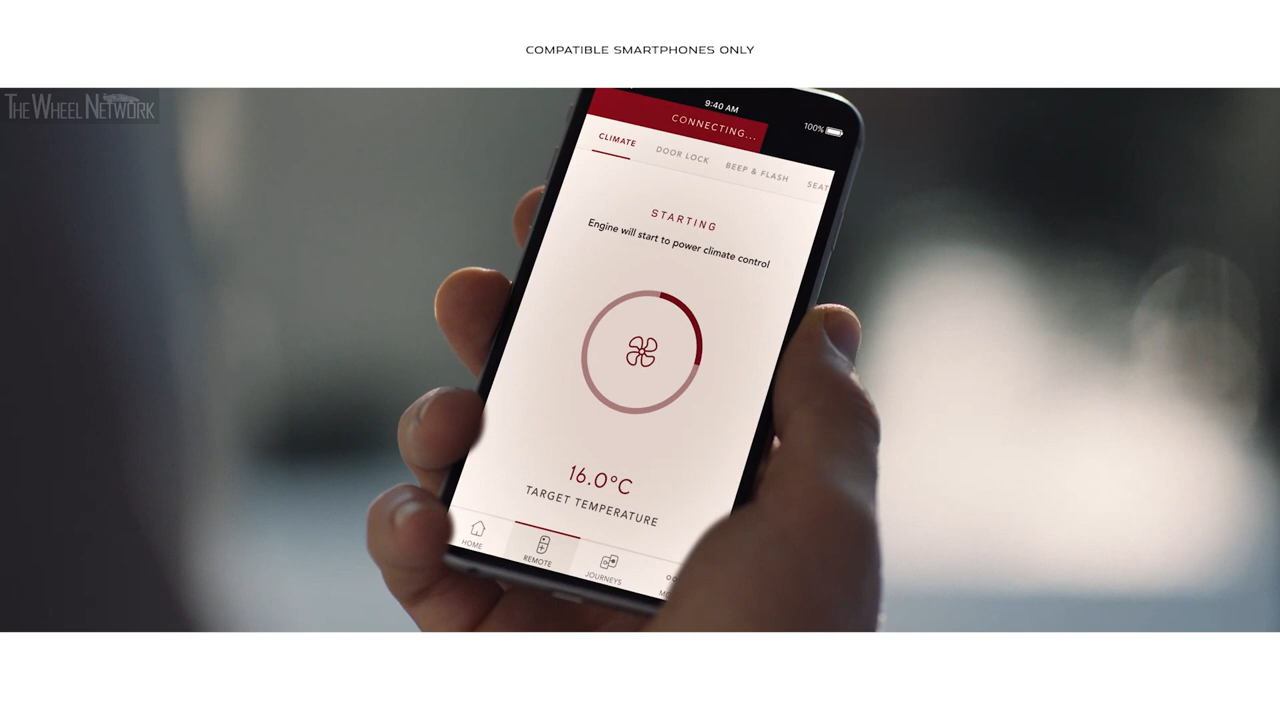 COMPATIBLE SMARTPHONES ONLY
THE WHEEL NETWORK
9:40 AM
100%
CONNECTING...
CLIMATE DOOR LOCK BEEP & FLASH SEAT
STARTING
Engine will start to power climate control
16.0°C
TARGET TEMPERATURE
HOME REMOTE JOURNEYS